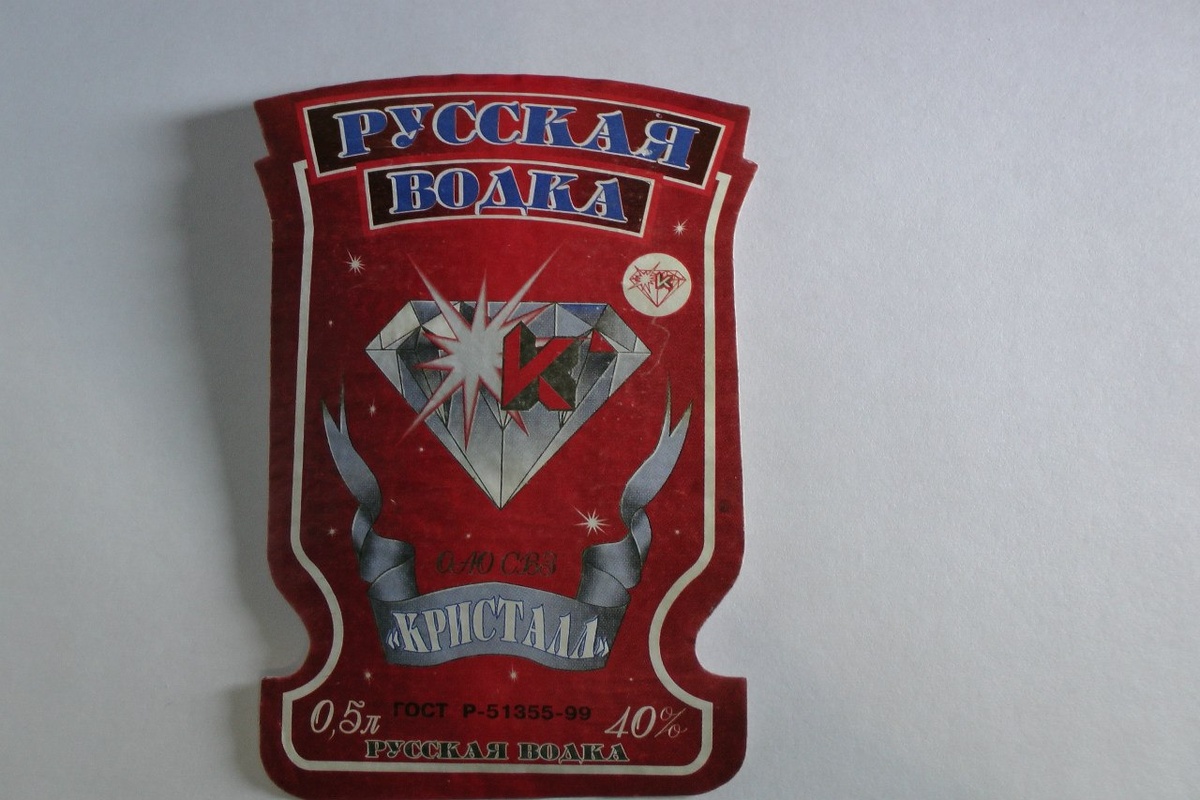 РУССКАЯ
ВОДКА
К
К
ОАО СВЗ
«КРИСТАЛЛ»
0,5л ГОСТ Р-51355-99 40%
РУССКАЯ ВОДКА